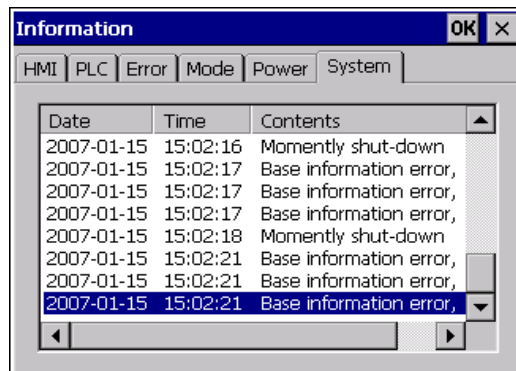 Information OK
HMI PLC Error Mode Power System
Date Time Contents
2007-01-15 15:02:16 Momently shut-down
2007-01-15 15:02:17 Base information error,
2007-01-15 15:02:17 Base information error,
2007-01-15 15:02:17 Base information error,
2007-01-15 15:02:18 Momently shut-down
2007-01-15 15:02:21 Base information error,
2007-01-15 15:02:21 Base information error,
2007-01-15 15:02:21 Base information error,